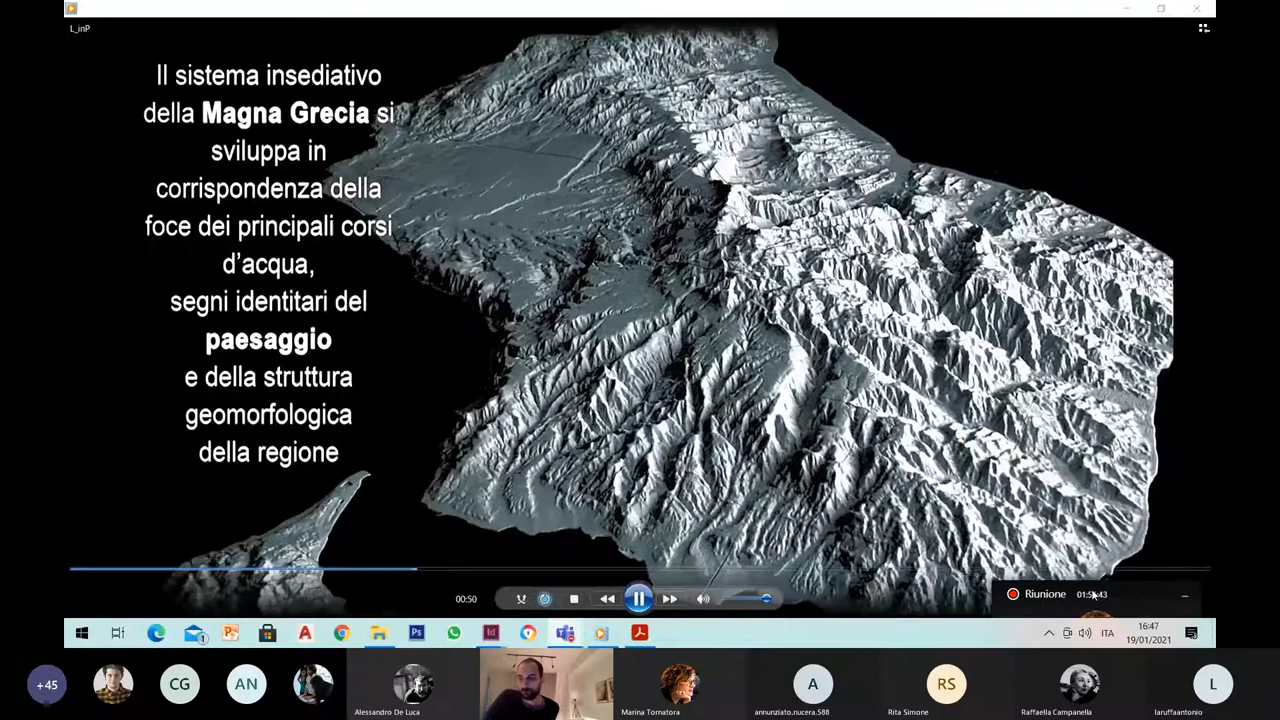 L_inP
Il sistema insediativo
della Magna Grecia si
sviluppa in
corrispondenza della
foce dei principali corsi
d'acqua,
segni identitari del
paesaggio
e della struttura
geomorfologica
della regione
00:50
Riunione
ITA
16:47
19/01/2021
+45
CG
AN
Alessandro De Luca
Marina Tornatora
A
annunziato.nucera.588
RS
Rita Simone
Raffaella Campanella
L
laruffaantonio